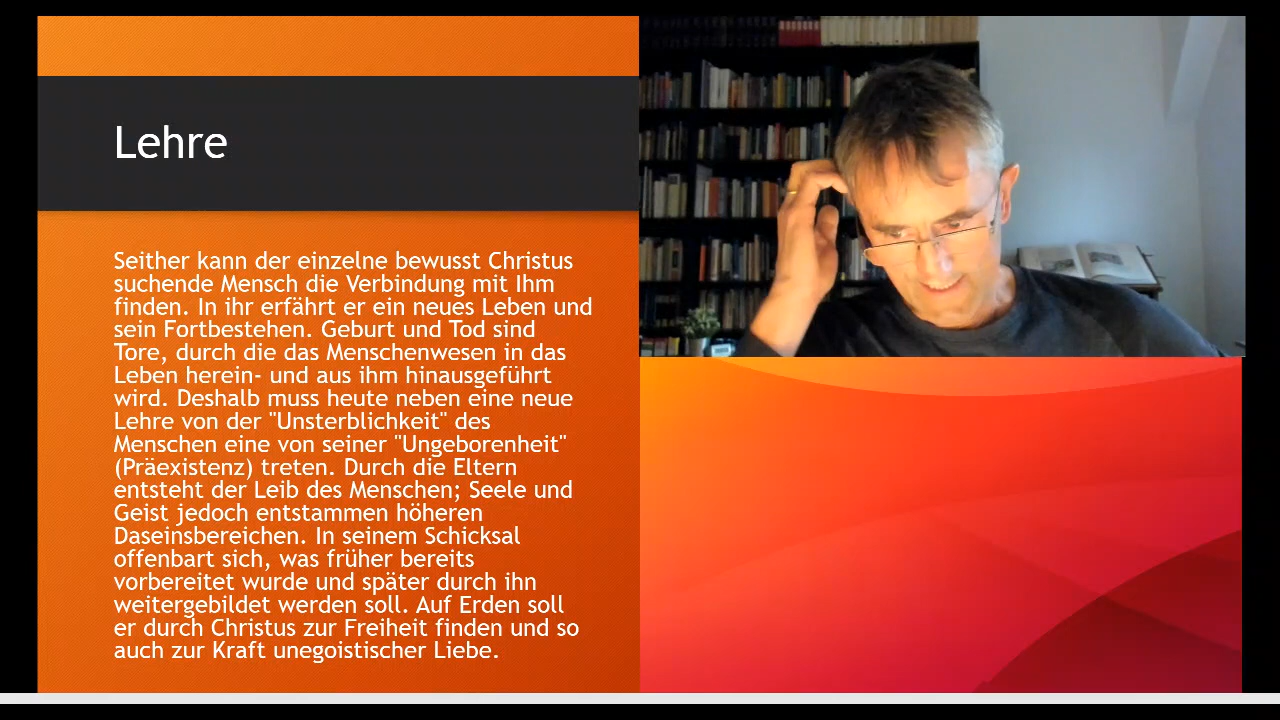 Lehre
Seither kann der einzelne bewusst Christus
suchende Mensch die Verbindung mit Ihm
finden. In ihr erfährt er ein neues Leben und
sein Fortbestehen. Geburt und Tod sind
Tore, durch die das Menschenwesen in das
Leben herein- und aus ihm hinausgeführt
wird. Deshalb muss heute neben eine neue
Lehre von der "Unsterblichkeit" des
Menschen eine von seiner "Ungeborenheit"
(Präexistenz) treten. Durch die Eltern
entsteht der Leib des Menschen; Seele und
Geist jedoch entstammen höheren
Daseinsbereichen. In seinem Schicksal
offenbart sich, was früher bereits
vorbereitet wurde und später durch ihn
weitergebildet werden soll. Auf Erden soll
er durch Christus zur Freiheit finden und so
auch zur Kraft unegoistischer Liebe.